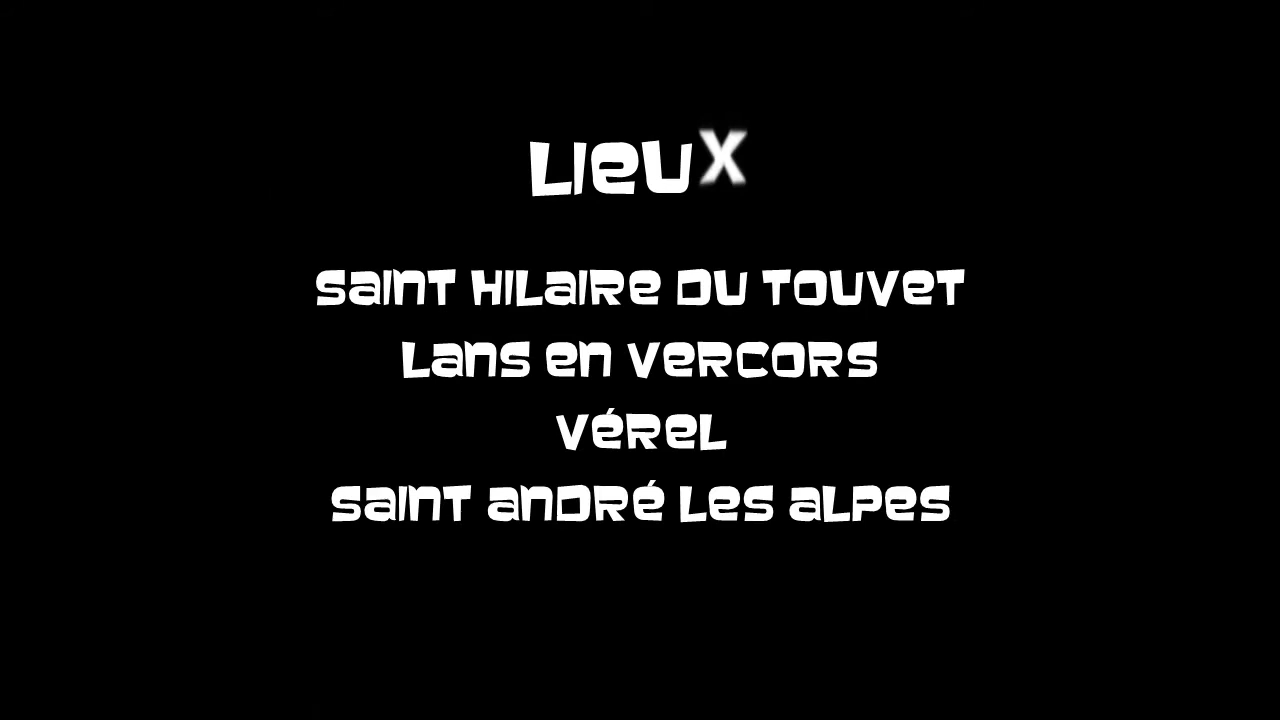 Lieux
Saint Hilaire du Touvet
Lans en Vercors
Vérel
Saint André les Alpes